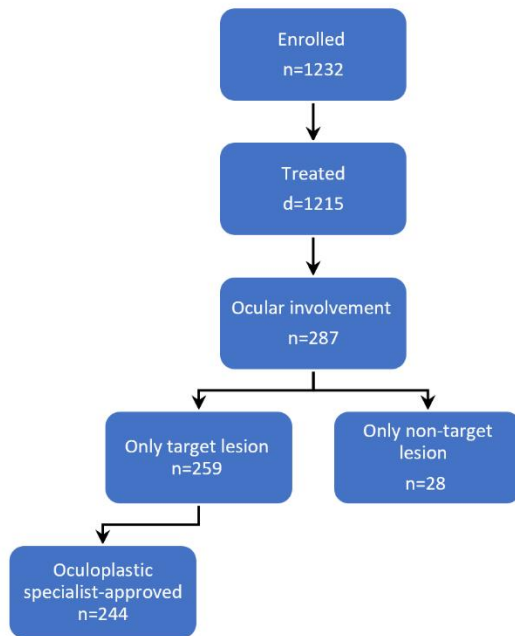 Enrolled
n=1232
Treated
d=1215
Ocular involvement
n=287
Only target lesion
n=259
Only non-target
lesion
n=28
Oculoplastic
specialist-approved
n=244